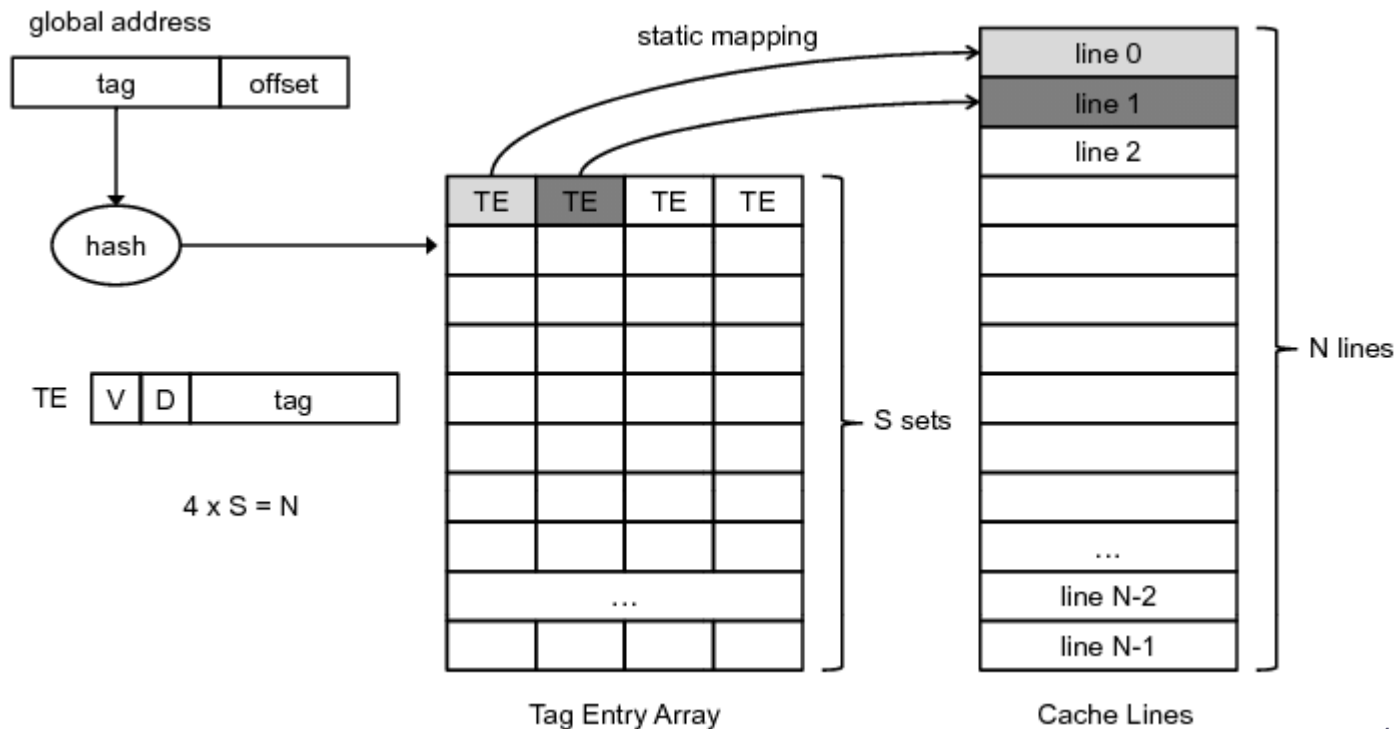 global address
tag offset
static mapping
line 0
line 1
line 2
TE TE TE TE
hash
N lines
TE V D tag
S sets
4 x S = N
...
...
line N-2
line N-1
Tag Entry Array
Cache Lines